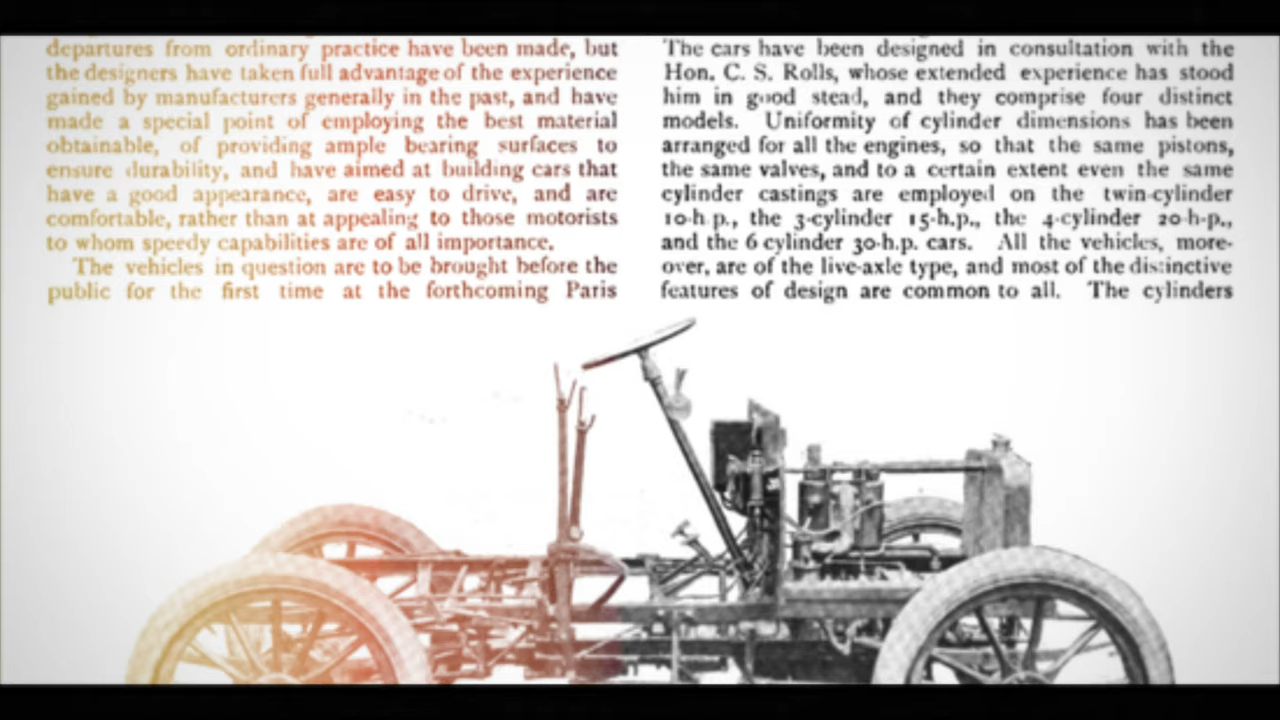 departures from ordinary practice have been made, but
the designers have taken full advantage of the experience
gained by manufacturers generally in the past, and have
made a special point of employing the best material
obtainable, of providing ample bearing surfaces to
ensure durability, and have aimed at building cars that
have a good appearance, are easy to drive, and are
comfortable, rather than at appealing to those motorists
to whom speedy capabilities are of all importance.
The vehicles in question are to be brought before the
public for the first time at the forthcoming Paris
The cars have been designed in consultation with the
Hon. C. S. Rolls, whose extended experience has stood
him in good stead, and they comprise four distinct
models. Uniformity of cylinder dimensions has been
arranged for all the engines, so that the same pistons,
the same valves, and to a certain extent even the same
cylinder castings are employed on the twin-cylinder
10-h.p., the 3-cylinder 15-h.p., the 4-cylinder 20-h-p.,
and the 6 cylinder 30-h.p. cars. All the vehicles, more-
over, are of the live-axle type, and most of the distinctive
features of design are common to all. The cylinders